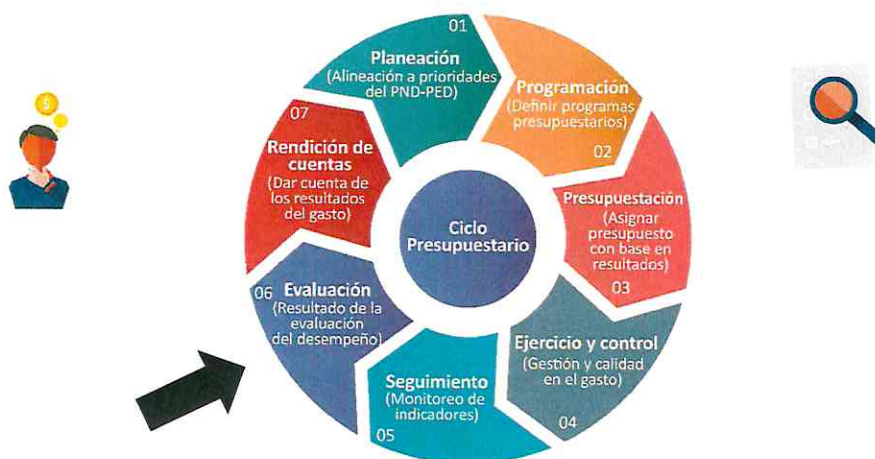 01
Planeación
(Alineación a prioridades
del PND-PED)
Programación
(Definir programas
presupuestarios)
02
Presupuestación
(Asignar
presupuesto
con base en
resultados)
03
Ejercicio y control
(Gestión y calidad
en el gasto)
04
Seguimiento
(Monitoreo de
indicadores)
05
06
Evaluación
(Resultado de la
evaluación
del desempeño)
07
Rendición de
cuentas
(Dar cuenta de
los resultados
del gasto)
Ciclo
Presupuestario
$